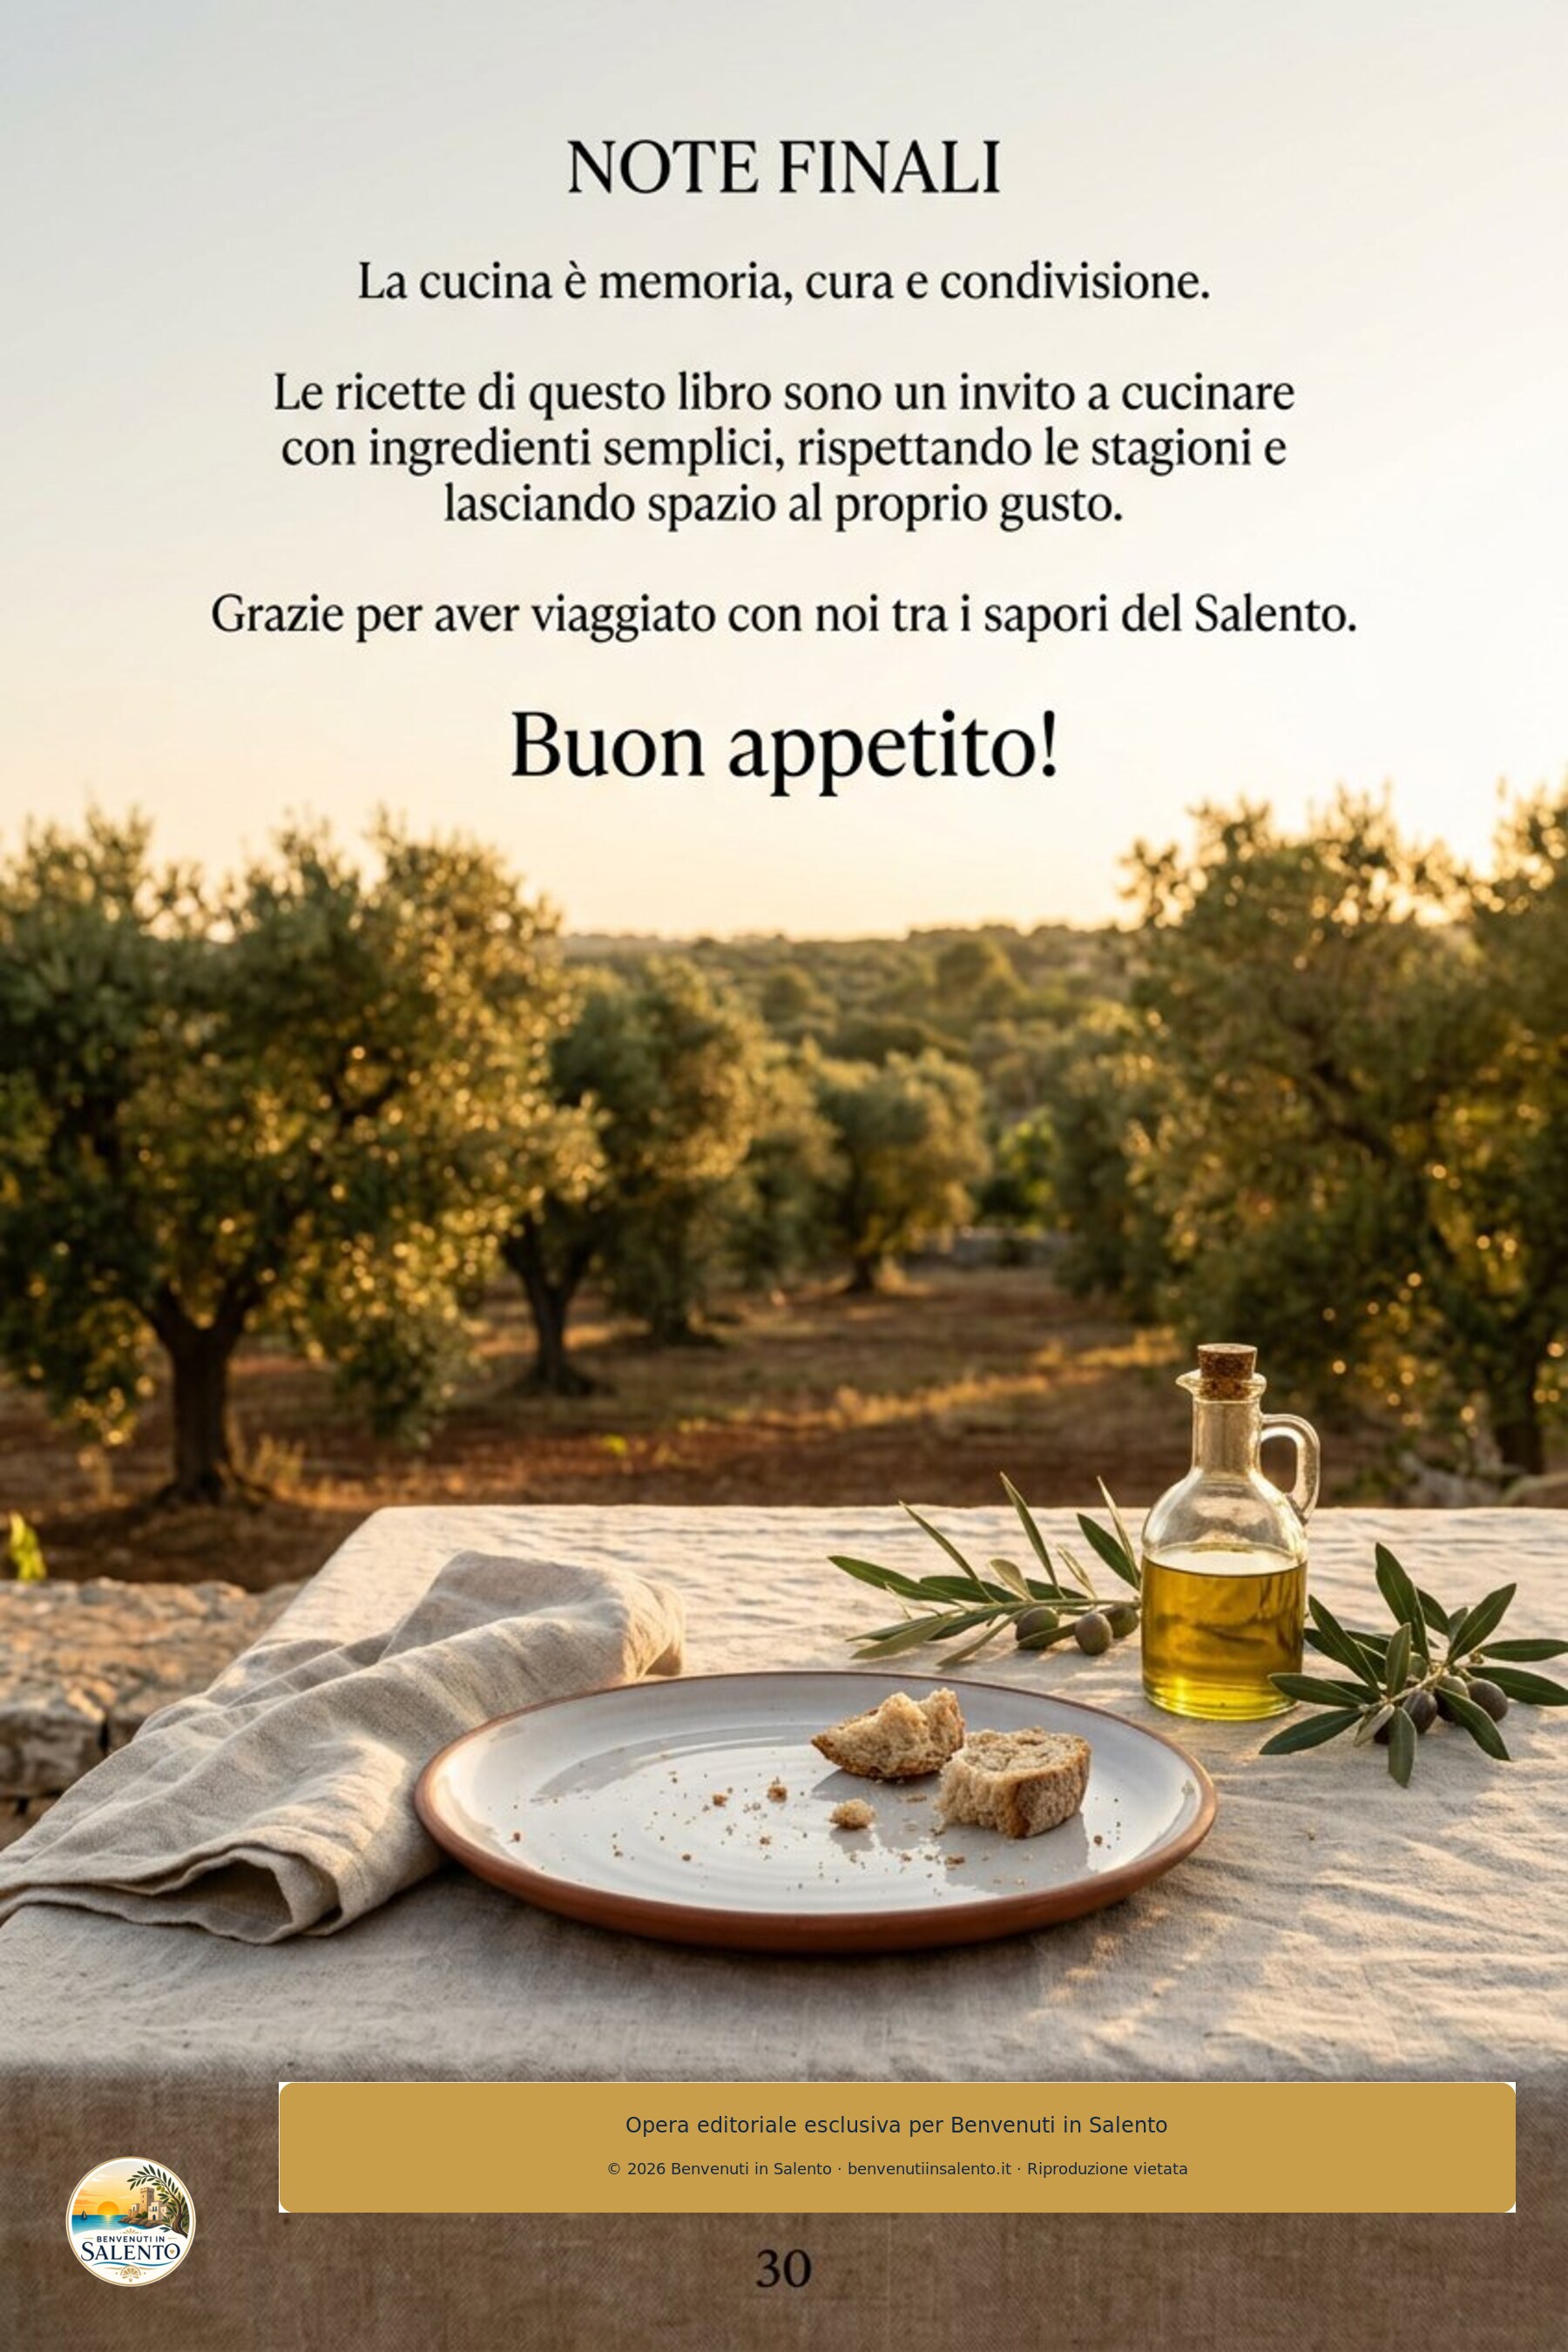 NOTE FINALI
La cucina è memoria, cura e condivisione.
Le ricette di questo libro sono un invito a cucinare
con ingredienti semplici, rispettando le stagioni e
lasciando spazio al proprio gusto.
Grazie per aver viaggiato con noi tra i sapori del Salento.
Buon appetito!
Opera editoriale esclusiva per Benvenuti in Salento
© 2026 Benvenuti in Salento · benvenutiinsalento.it · Riproduzione vietata
BENVENUTI IN
SALENTO
30